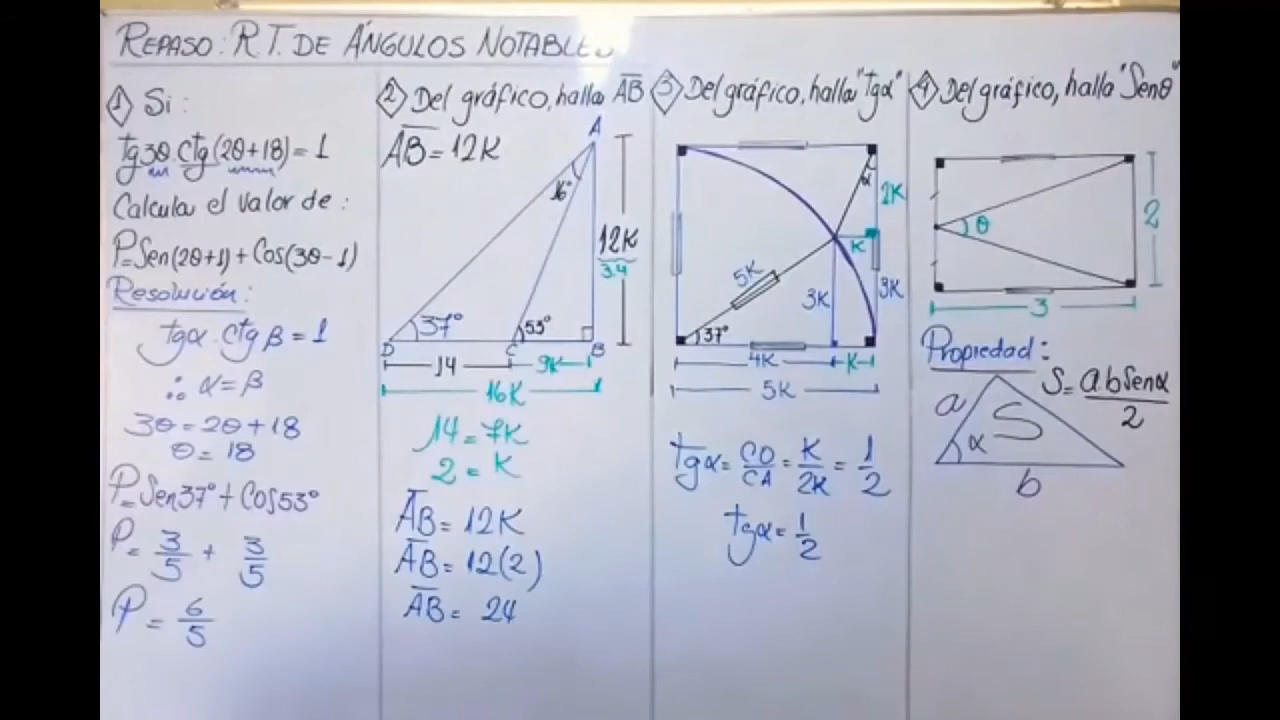 REPASO: R.T. DE ÁNGULOS NOTABLES
1 Si:
tg3θ.ctg(2θ+18)=1
Calcula el valor de:
P=Sen(2θ+1)+Cos(3θ-1)
Resolución:
tgα.ctgβ=1
∴ α=β
3θ=2θ+18
θ=18
P=Sen37°+Cos53°
P=3/5+3/5
P=6/5
2 Del gráfico, halla AB
AB=12K
A
16°
12K
3.4
37°
53°
D
C
B
14
9K
16K
14=7K
2=K
AB=12K
AB=12(2)
AB=24
3 Del gráfico, halla "tgα"
α
2K
K
5K
3K
3K
37°
4K
K
5K
tgα=CO/CA=K/2K=1/2
tgα=1/2
4 Del gráfico, halla "Senθ"
θ
2
3
Propiedad:
S=abSenα/2
a
S
α
b